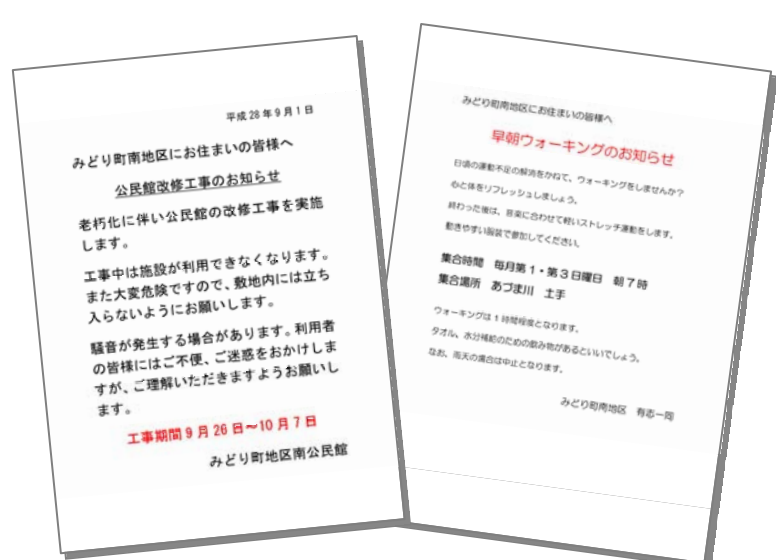 平成28年9月1日
みどり町南地区にお住まいの皆様へ
公民館改修工事のお知らせ
老朽化に伴い公民館の改修工事を実施
します。
工事中は施設が利用できなくなります。
また大変危険ですので、敷地内には立ち
入らないようにお願いします。
騒音が発生する場合があります。利用者
の皆様にはご不便、ご迷惑をおかけしま
すが、ご理解いただきますようお願いし
ます。
工事期間9月26日～10月7日
みどり町地区南公民館
みどり町南地区にお住まいの皆様へ
早朝ウォーキングのお知らせ
日頃の運動不足の解消をかねて、ウォーキングをしませんか？
心と体をリフレッシュしましょう。
終わった後は、音楽に合わせて軽いストレッチ運動をします。
動きやすい服装で参加してください。
集合時間　毎月第1・第3日曜日　朝7時
集合場所　あづま川　土手
ウォーキングは1時間程度となります。
タオル、水分補給のための飲み物があるといいでしょう。
なお、雨天の場合は中止となります。
みどり町南地区　有志一同